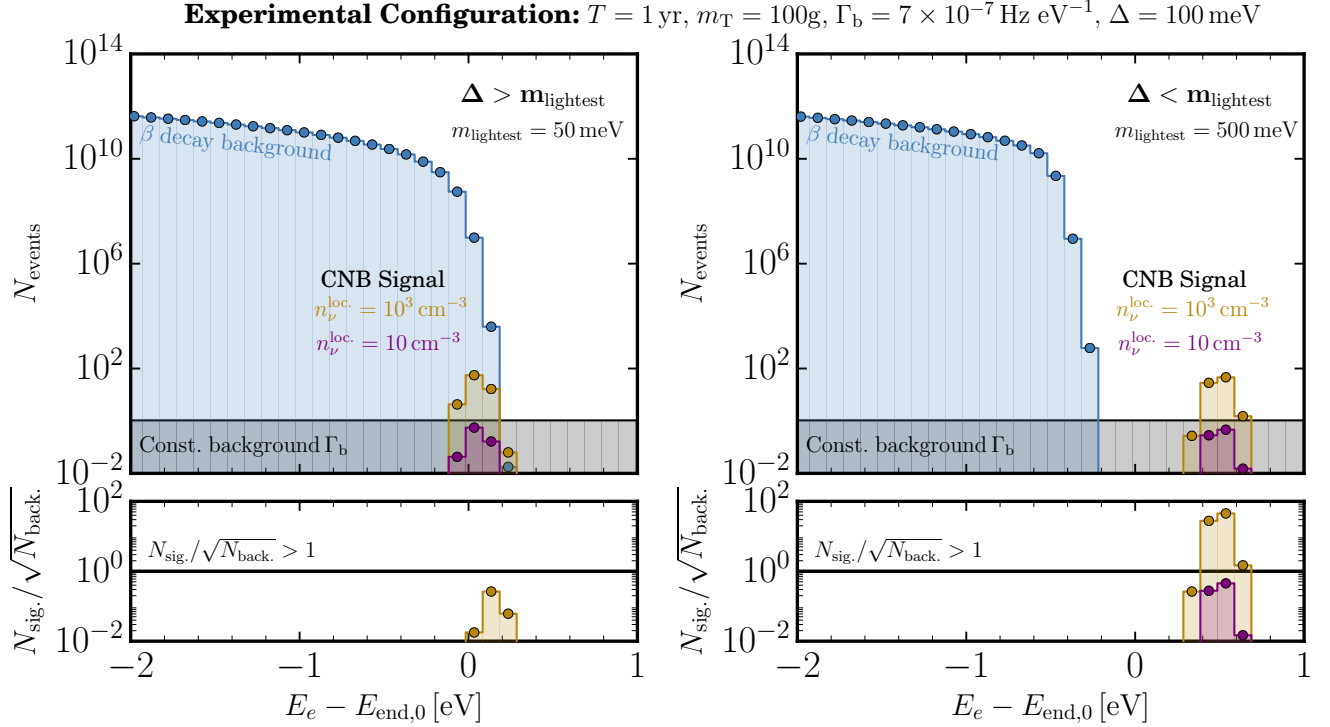 Experimental Configuration: T = 1 yr, m_T = 100g, Γ_b = 7 × 10^−7 Hz eV^−1, Δ = 100 meV
10^14
10^10
10^6
10^2
10^−2
N_events
Δ > m_lightest
m_lightest = 50 meV
β decay background
CNB Signal
n_ν^loc. = 10^3 cm^−3
n_ν^loc. = 10 cm^−3
Const. background Γ_b
10^2
10^0
10^−2
N_sig./√N_back.
N_sig./√N_back. > 1
−2 −1 0 1
E_e − E_end,0 [eV]
10^14
10^10
10^6
10^2
10^−2
N_events
Δ < m_lightest
m_lightest = 500 meV
β decay background
CNB Signal
n_ν^loc. = 10^3 cm^−3
n_ν^loc. = 10 cm^−3
Const. background Γ_b
10^2
10^0
10^−2
N_sig./√N_back.
N_sig./√N_back. > 1
−2 −1 0 1
E_e − E_end,0 [eV]